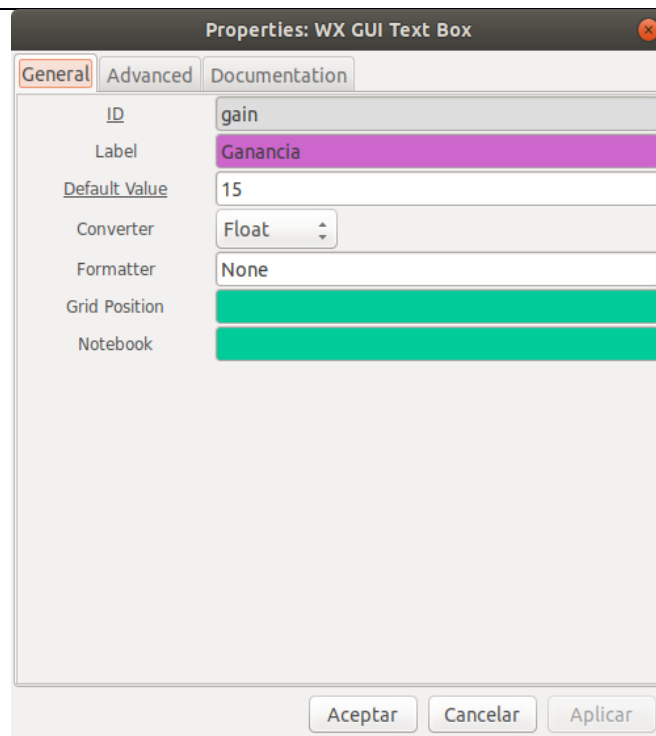 Properties: WX GUI Text Box
General Advanced Documentation
ID gain
Label Ganancia
Default Value 15
Converter Float
Formatter None
Grid Position
Notebook
Aceptar Cancelar Aplicar